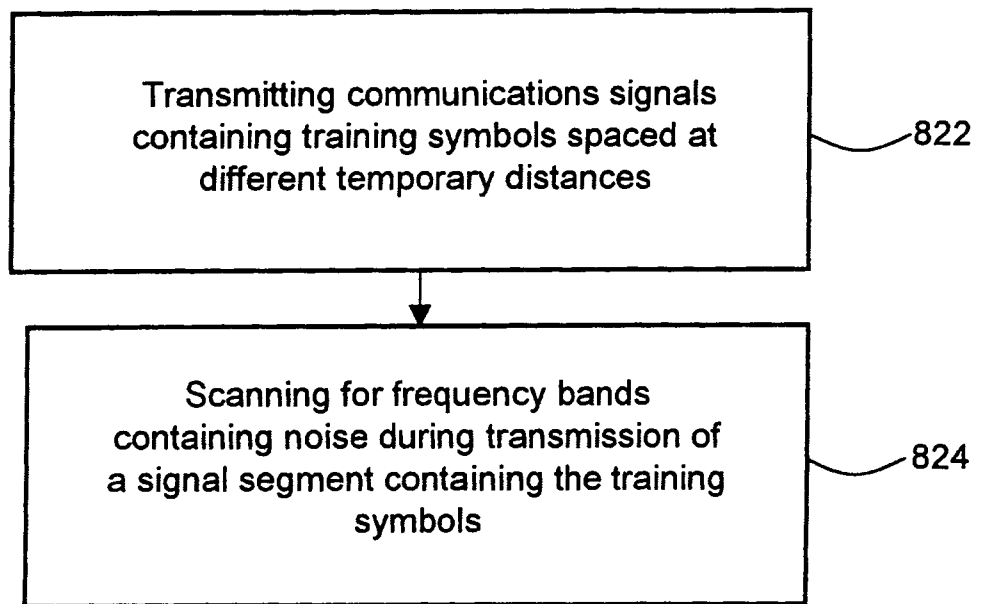 Transmitting communications signals
containing training symbols spaced at
different temporary distances
822
Scanning for frequency bands
containing noise during transmission of
a signal segment containing the training
symbols
824